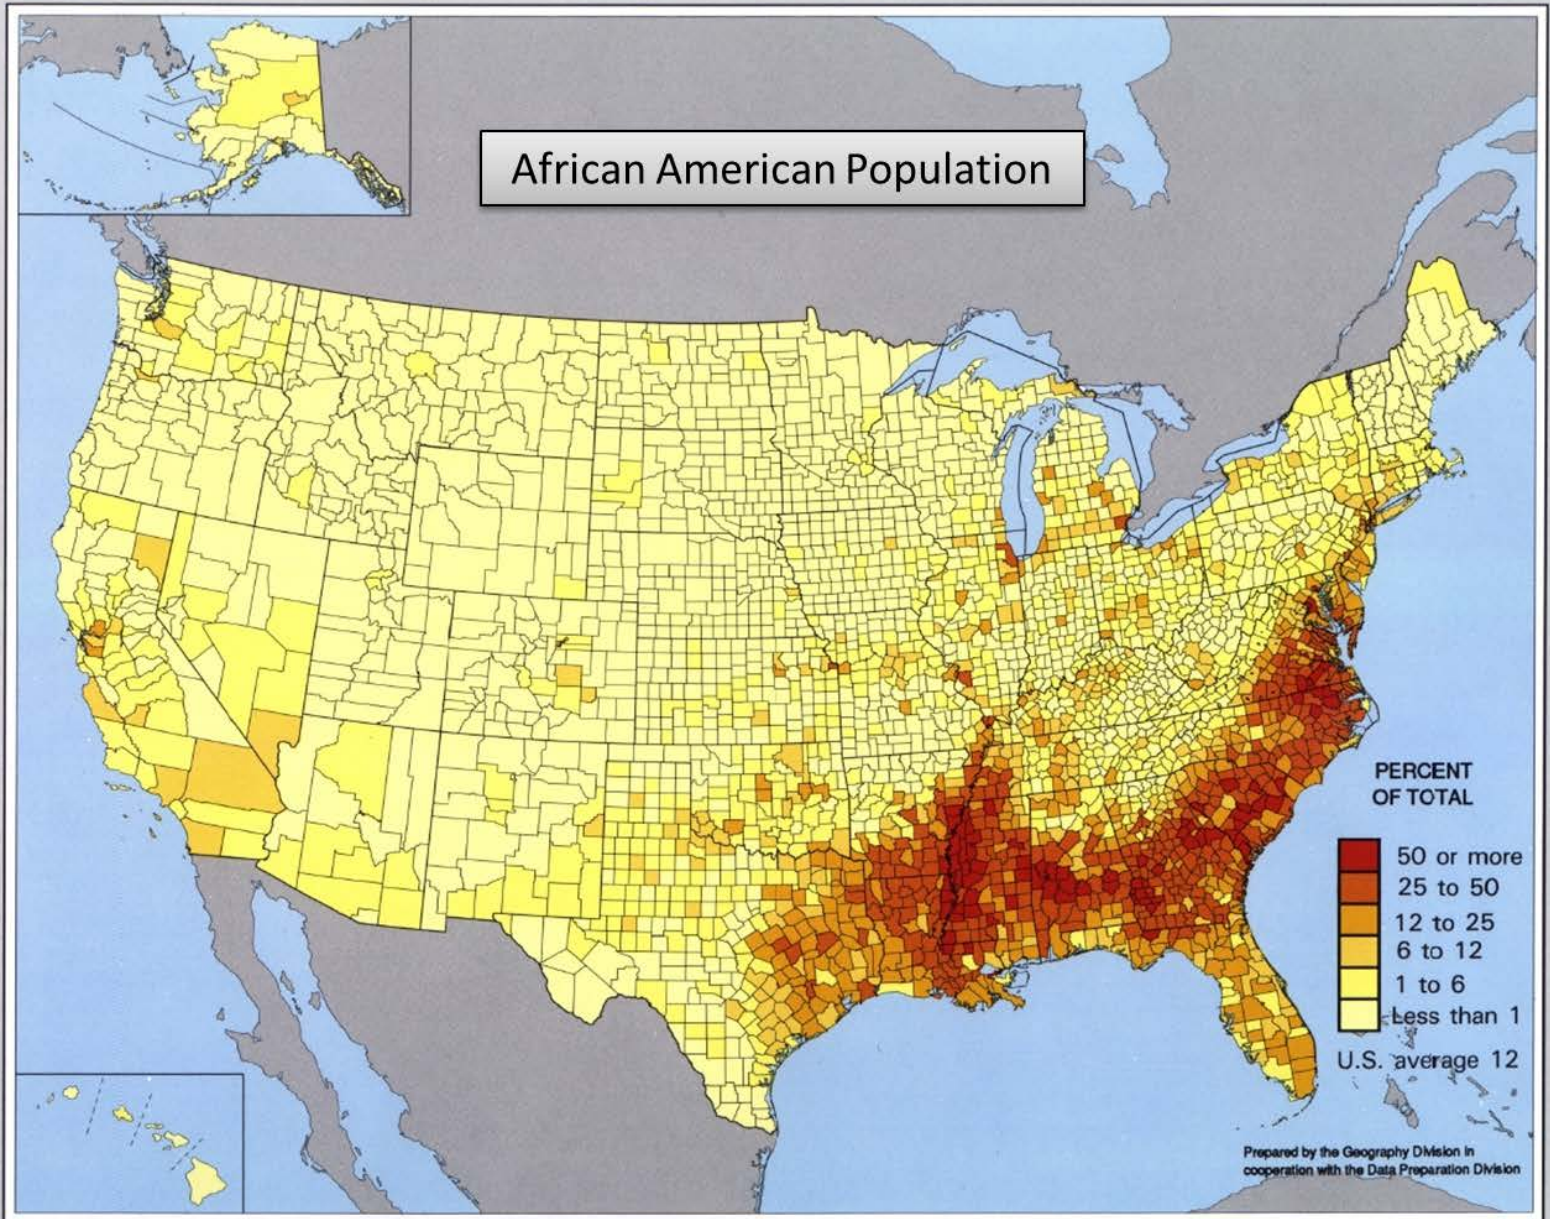 African American Population
PERCENT
OF TOTAL
50 or more
25 to 50
12 to 25
6 to 12
1 to 6
Less than 1
U.S. average 12
Prepared by the Geography Division in
cooperation with the Data Preparation Division